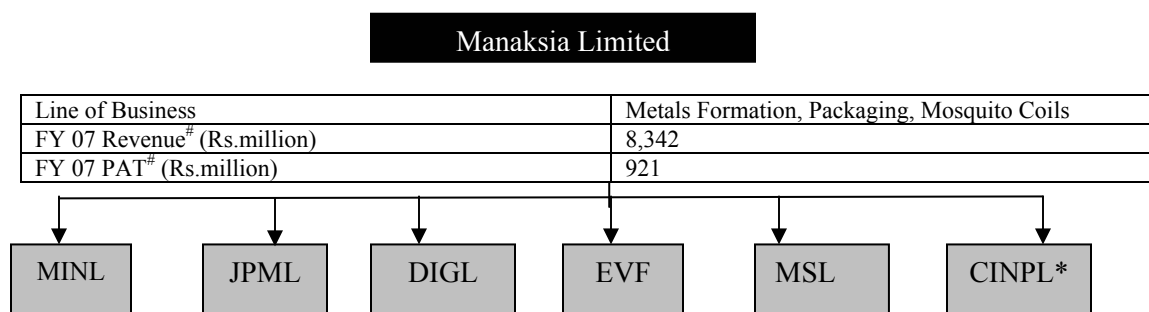 Manaksia Limited
Line of Business Metals Formation, Packaging, Mosquito Coils
FY 07 Revenue# (Rs.million) 8,342
FY 07 PAT# (Rs.million) 921
MINL JPML DIGL EVF MSL CINPL*